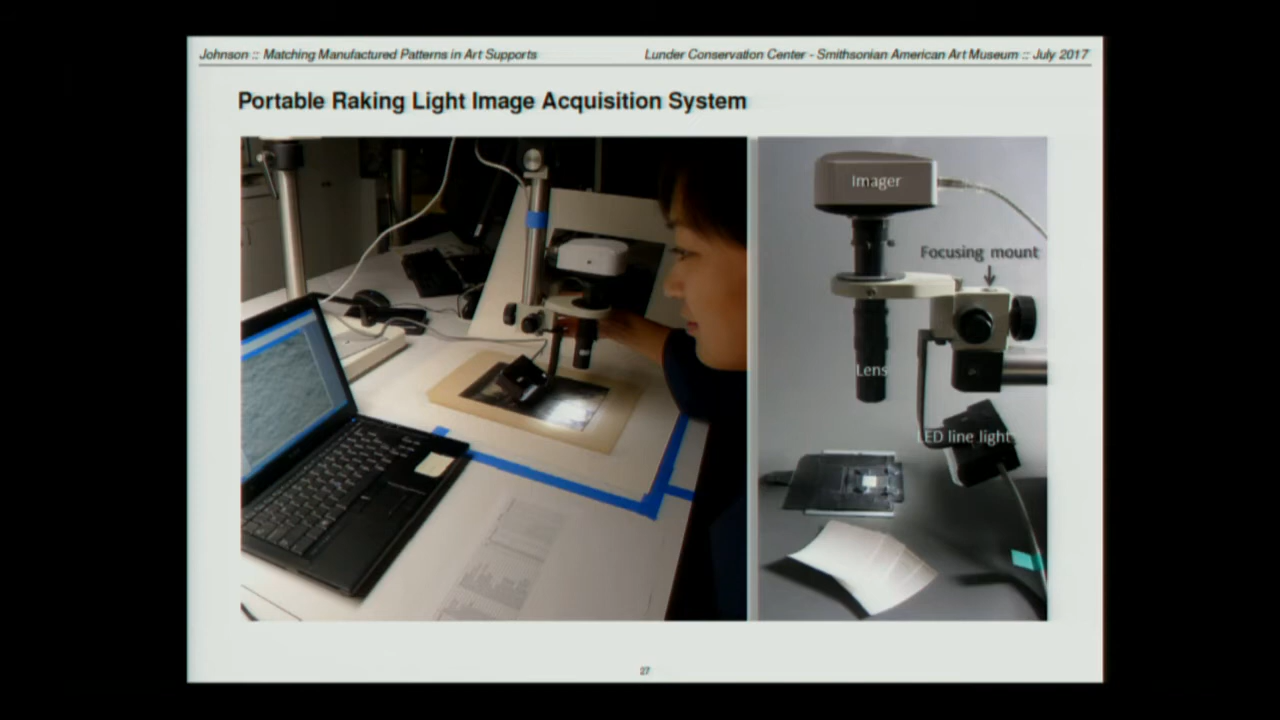 Johnson :: Matching Manufactured Patterns in Art Supports
Lunder Conservation Center - Smithsonian American Art Museum :: July 2017
Portable Raking Light Image Acquisition System
Imager
Focusing mount
Lens
LED line light
27